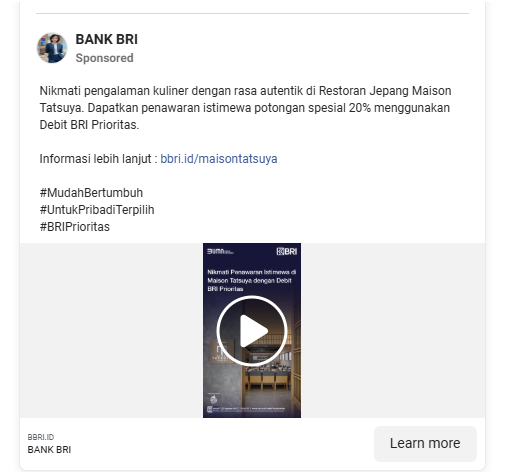 BANK BRI
Sponsored
Nikmati pengalaman kuliner dengan rasa autentik di Restoran Jepang Maison
Tatsuya. Dapatkan penawaran istimewa potongan spesial 20% menggunakan
Debit BRI Prioritas.
Informasi lebih lanjut : bbri.id/maisontatsuya
#MudahBertumbuh
#UntukPribadiTerpilih
#BRIPrioritas
BRI
Nikmati Penawaran Istimewa di
Maison Tatsuya dengan Debit
BRI Prioritas
BBRI.ID
BANK BRI
Learn more